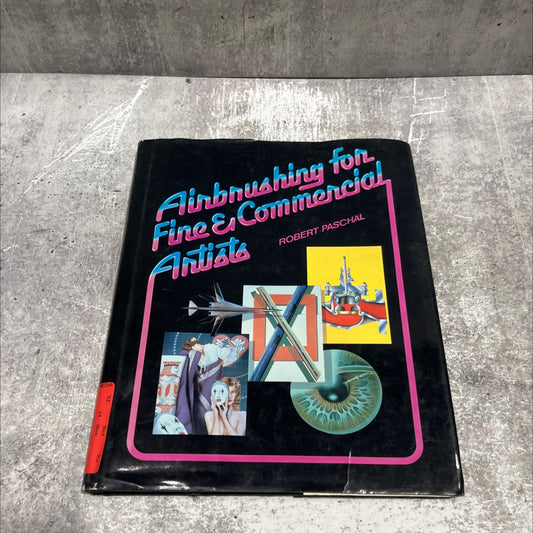 Airbrushing for
Fine & Commercial
Artists
ROBERT PASCHAL